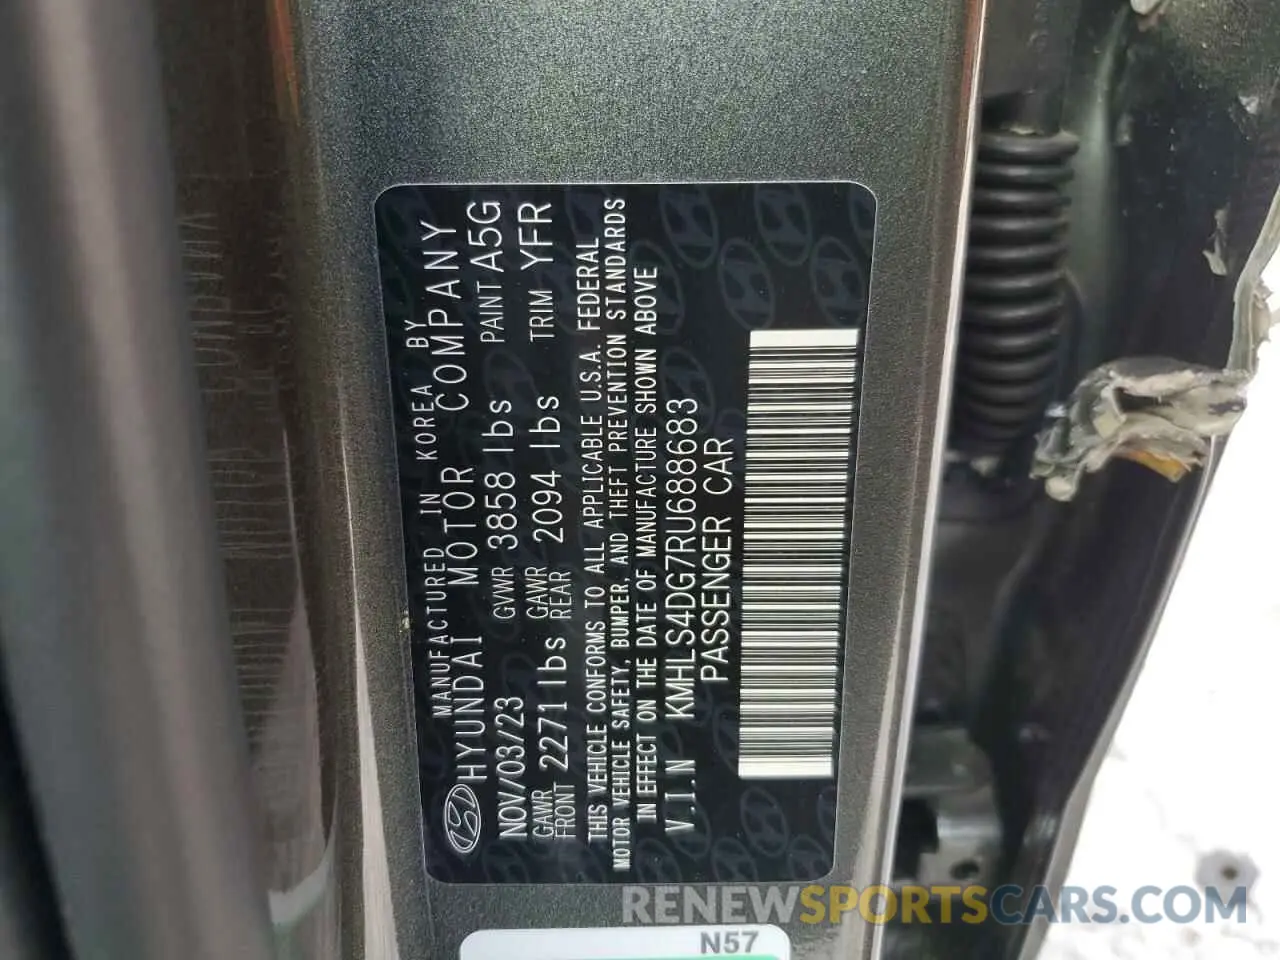 MANUFACTURED IN KOREA BY
HYUNDAI MOTOR COMPANY
NOV/03/23 GVWR 3858 lbs PAINT A5G
GAWR FRONT 2271 lbs GAWR REAR 2094 lbs TRIM YFR
THIS VEHICLE CONFORMS TO ALL APPLICABLE U.S.A. FEDERAL
MOTOR VEHICLE SAFETY, BUMPER, AND THEFT PREVENTION STANDARDS
IN EFFECT ON THE DATE OF MANUFACTURE SHOWN ABOVE
V.I.N KMHLS4DG7RU688683
PASSENGER CAR
N57
RENEWSPORTSCARS.COM